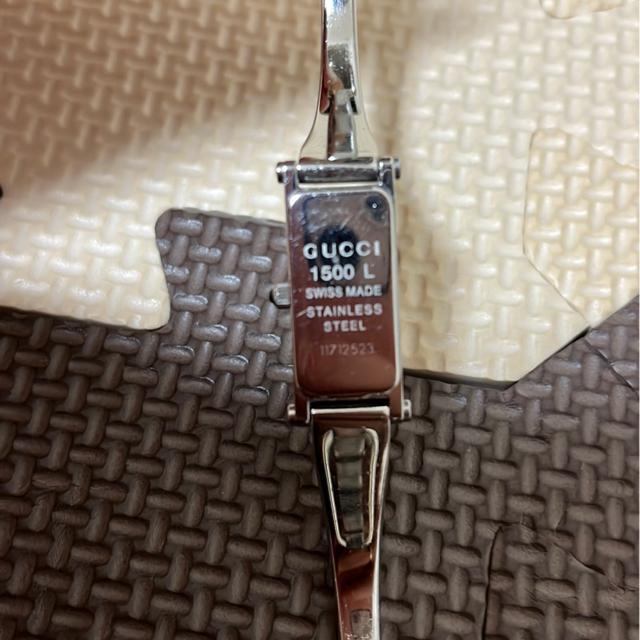 GUCCI
1500 L
SWISS MADE
STAINLESS
STEEL
11712523